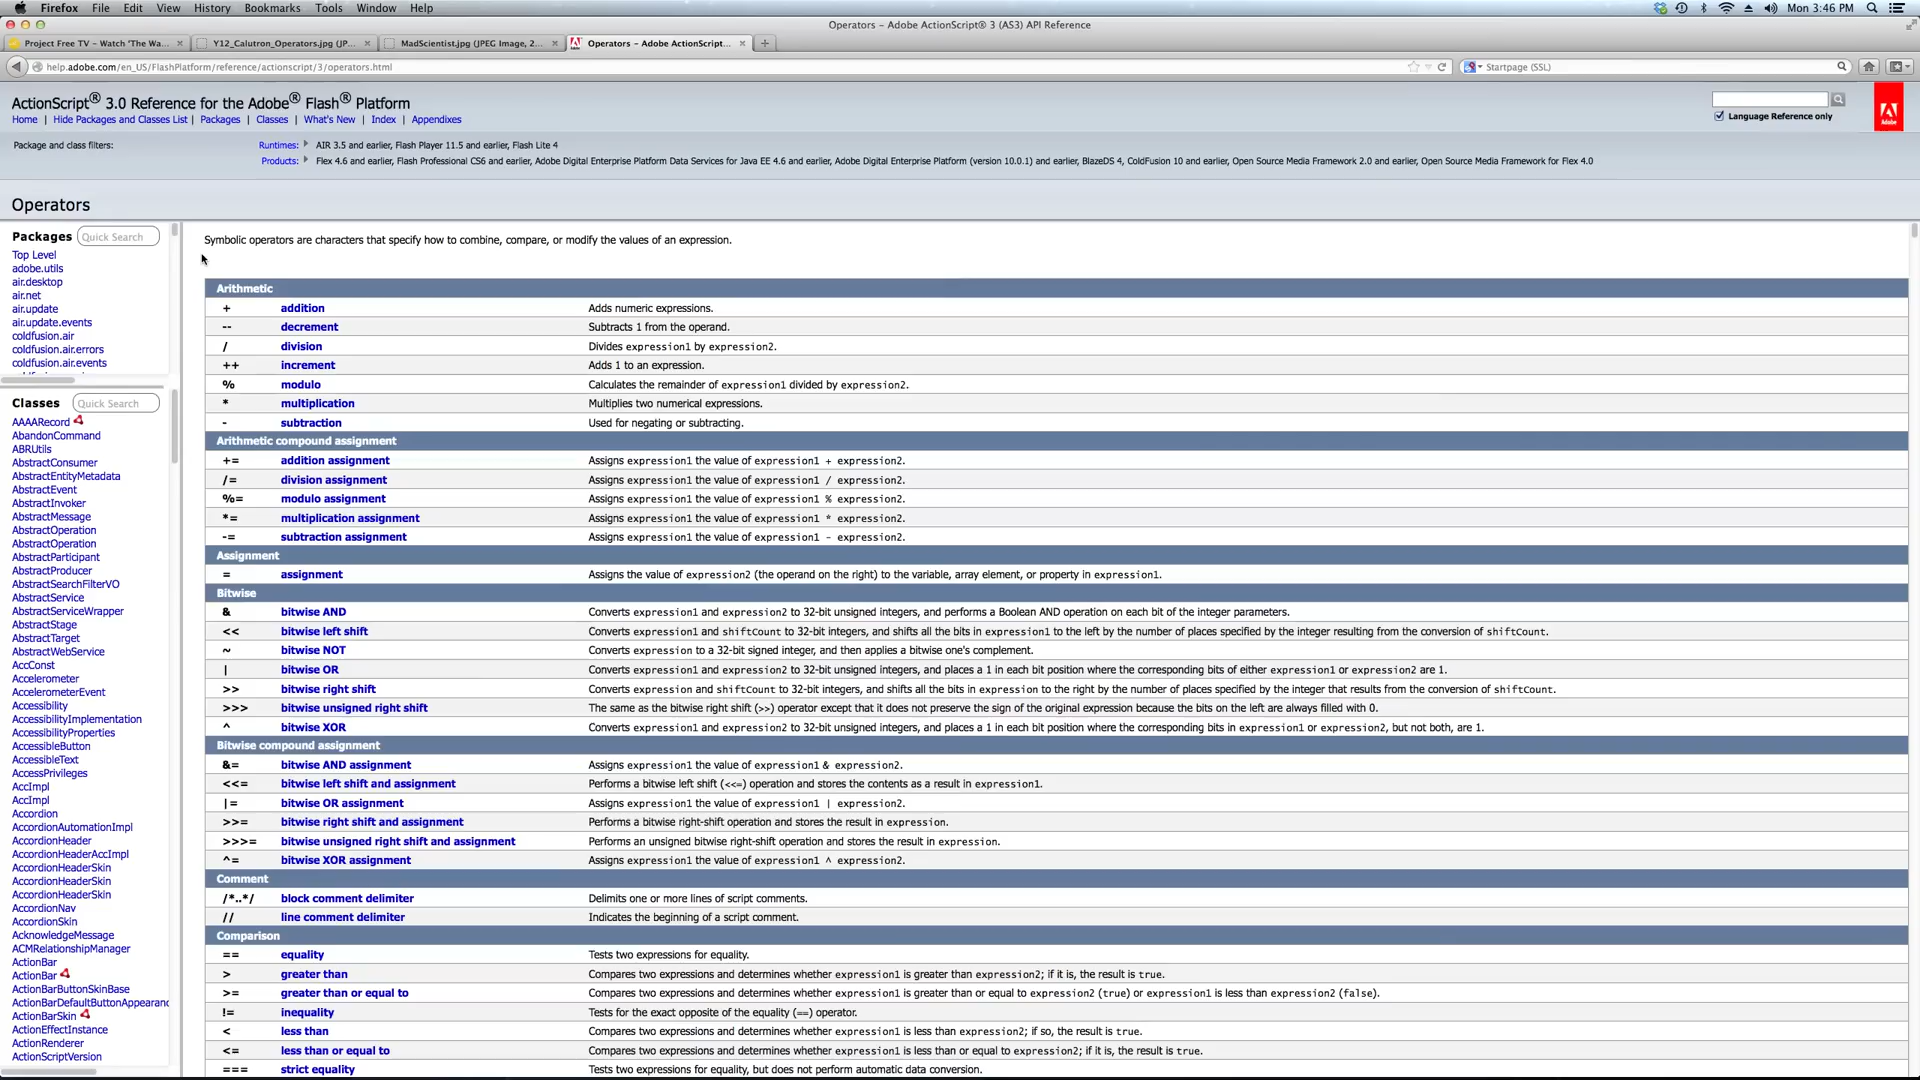 Firefox File Edit View History Bookmarks Tools Window Help Mon 3:46 PM
Operators – Adobe ActionScript® 3 (AS3) API Reference
Project Free TV – Watch 'The Wa... Y12_Calutron_Operators.jpg (JP... MadScientist.jpg (JPEG Image, 2... Operators – Adobe ActionScript...
help.adobe.com/en_US/FlashPlatform/reference/actionscript/3/operators.html Startpage (SSL)
ActionScript® 3.0 Reference for the Adobe® Flash® Platform
Home | Hide Packages and Classes List | Packages | Classes | What's New | Index | Appendixes
Language Reference only
Adobe
Package and class filters: Runtimes: AIR 3.5 and earlier, Flash Player 11.5 and earlier, Flash Lite 4
Products: Flex 4.6 and earlier, Flash Professional CS6 and earlier, Adobe Digital Enterprise Platform Data Services for Java EE 4.6 and earlier, Adobe Digital Enterprise Platform (version 10.0.1) and earlier, BlazeDS 4, ColdFusion 10 and earlier, Open Source Media Framework 2.0 and earlier, Open Source Media Framework for Flex 4.0
Operators
Packages Quick Search
Top Level
adobe.utils
air.desktop
air.net
air.update
air.update.events
coldfusion.air
coldfusion.air.errors
coldfusion.air.events
Classes Quick Search
AAAARecord
AbandonCommand
ABRUtils
AbstractConsumer
AbstractEntityMetadata
AbstractEvent
AbstractInvoker
AbstractMessage
AbstractOperation
AbstractOperation
AbstractParticipant
AbstractProducer
AbstractSearchFilterVO
AbstractService
AbstractServiceWrapper
AbstractStage
AbstractTarget
AbstractWebService
AccConst
Accelerometer
AccelerometerEvent
Accessibility
AccessibilityImplementation
AccessibilityProperties
AccessibleButton
AccessibleText
AccessPrivileges
AccImpl
AccImpl
Accordion
AccordionAutomationImpl
AccordionHeader
AccordionHeaderAccImpl
AccordionHeaderSkin
AccordionHeaderSkin
AccordionHeaderSkin
AccordionNav
AccordionSkin
AcknowledgeMessage
ACMRelationshipManager
ActionBar
ActionBar
ActionBarButtonSkinBase
ActionBarDefaultButtonAppearanc
ActionBarSkin
ActionEffectInstance
ActionRenderer
ActionScriptVersion
Symbolic operators are characters that specify how to combine, compare, or modify the values of an expression.
Arithmetic
+ addition Adds numeric expressions.
-- decrement Subtracts 1 from the operand.
/ division Divides expression1 by expression2.
++ increment Adds 1 to an expression.
% modulo Calculates the remainder of expression1 divided by expression2.
* multiplication Multiplies two numerical expressions.
- subtraction Used for negating or subtracting.
Arithmetic compound assignment
+= addition assignment Assigns expression1 the value of expression1 + expression2.
/= division assignment Assigns expression1 the value of expression1 / expression2.
%= modulo assignment Assigns expression1 the value of expression1 % expression2.
*= multiplication assignment Assigns expression1 the value of expression1 * expression2.
-= subtraction assignment Assigns expression1 the value of expression1 - expression2.
Assignment
= assignment Assigns the value of expression2 (the operand on the right) to the variable, array element, or property in expression1.
Bitwise
& bitwise AND Converts expression1 and expression2 to 32-bit unsigned integers, and performs a Boolean AND operation on each bit of the integer parameters.
<< bitwise left shift Converts expression1 and shiftCount to 32-bit integers, and shifts all the bits in expression1 to the left by the number of places specified by the integer resulting from the conversion of shiftCount.
~ bitwise NOT Converts expression to a 32-bit signed integer, and then applies a bitwise one's complement.
| bitwise OR Converts expression1 and expression2 to 32-bit unsigned integers, and places a 1 in each bit position where the corresponding bits of either expression1 or expression2 are 1.
>> bitwise right shift Converts expression and shiftCount to 32-bit integers, and shifts all the bits in expression to the right by the number of places specified by the integer that results from the conversion of shiftCount.
>>> bitwise unsigned right shift The same as the bitwise right shift (>>) operator except that it does not preserve the sign of the original expression because the bits on the left are always filled with 0.
^ bitwise XOR Converts expression1 and expression2 to 32-bit unsigned integers, and places a 1 in each bit position where the corresponding bits in expression1 or expression2, but not both, are 1.
Bitwise compound assignment
&= bitwise AND assignment Assigns expression1 the value of expression1 & expression2.
<<= bitwise left shift and assignment Performs a bitwise left shift (<<=) operation and stores the contents as a result in expression1.
|= bitwise OR assignment Assigns expression1 the value of expression1 | expression2.
>>= bitwise right shift and assignment Performs a bitwise right-shift operation and stores the result in expression.
>>>= bitwise unsigned right shift and assignment Performs an unsigned bitwise right-shift operation and stores the result in expression.
^= bitwise XOR assignment Assigns expression1 the value of expression1 ^ expression2.
Comment
/*..*/ block comment delimiter Delimits one or more lines of script comments.
// line comment delimiter Indicates the beginning of a script comment.
Comparison
== equality Tests two expressions for equality.
> greater than Compares two expressions and determines whether expression1 is greater than expression2; if it is, the result is true.
>= greater than or equal to Compares two expressions and determines whether expression1 is greater than or equal to expression2 (true) or expression1 is less than expression2 (false).
!= inequality Tests for the exact opposite of the equality (==) operator.
< less than Compares two expressions and determines whether expression1 is less than expression2; if so, the result is true.
<= less than or equal to Compares two expressions and determines whether expression1 is less than or equal to expression2; if it is, the result is true.
=== strict equality Tests two expressions for equality, but does not perform automatic data conversion.